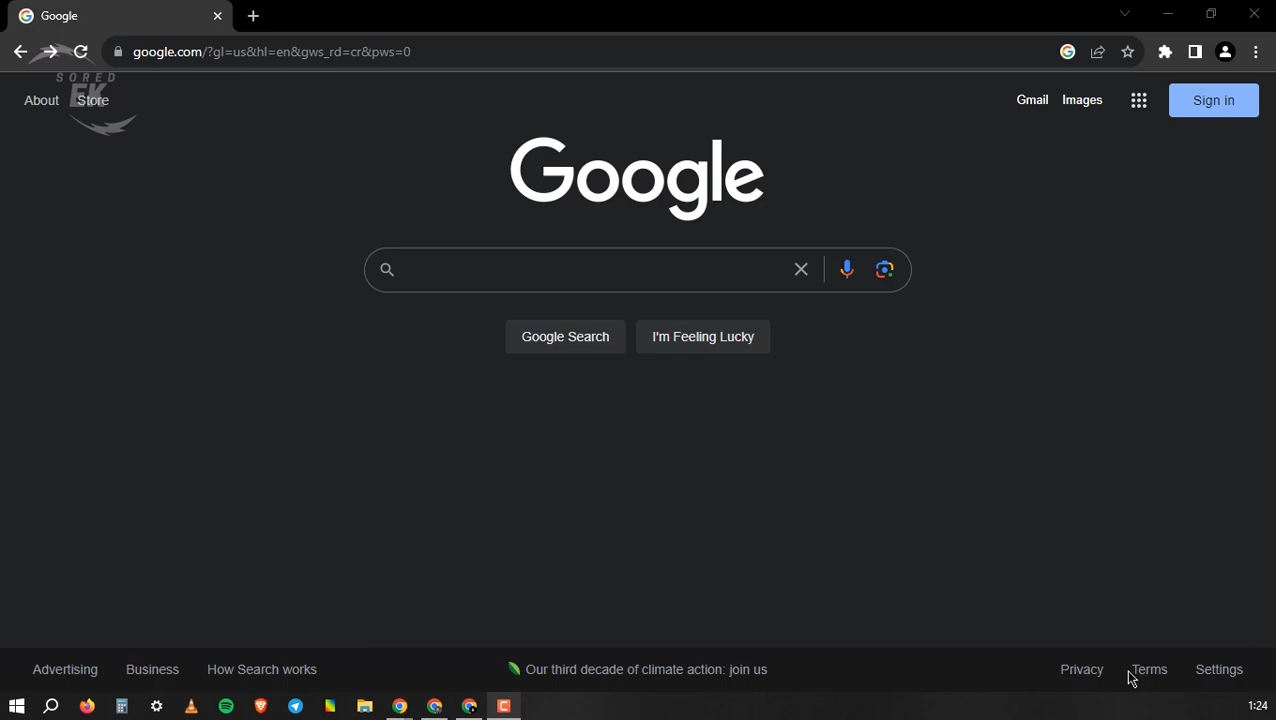 Google
google.com/?gl=us&hl=en&gws_rd=cr&pws=0
SORED
EK
About Store
Gmail Images Sign in
Google
Google Search I'm Feeling Lucky
Advertising Business How Search works
Our third decade of climate action: join us
Privacy Terms Settings
1:24